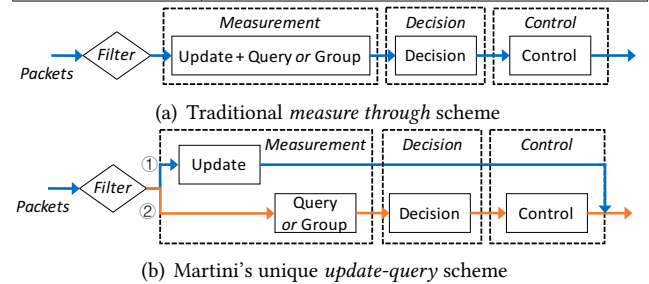 Measurement Decision Control
Filter
Update + Query or Group Decision Control
Packets
(a) Traditional measure through scheme
Measurement Decision Control
① Update
Filter
② Query
or Group Decision Control
Packets
(b) Martini's unique update-query scheme